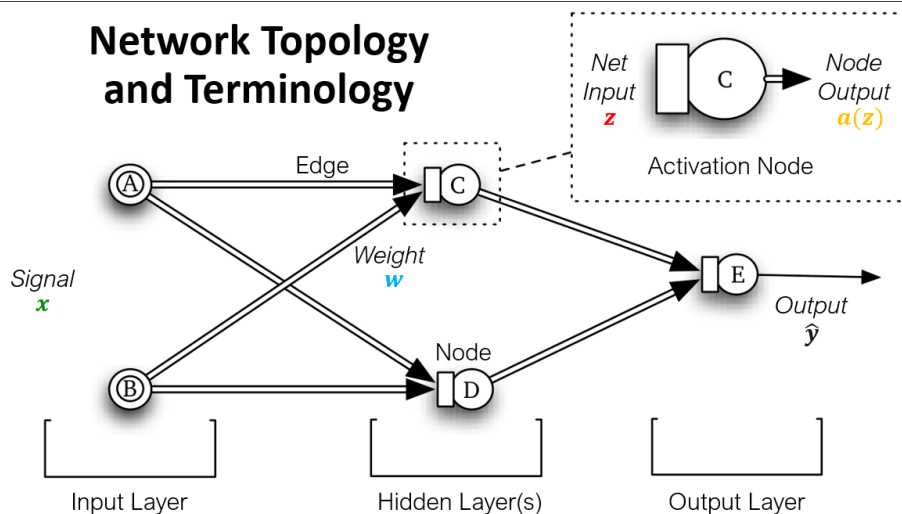 Network Topology
and Terminology
Net
Input
z
C
Node
Output
a(z)
Activation Node
A
Edge
C
Weight
w
Signal
x
E
Output
ŷ
Node
B
D
Input Layer
Hidden Layer(s)
Output Layer